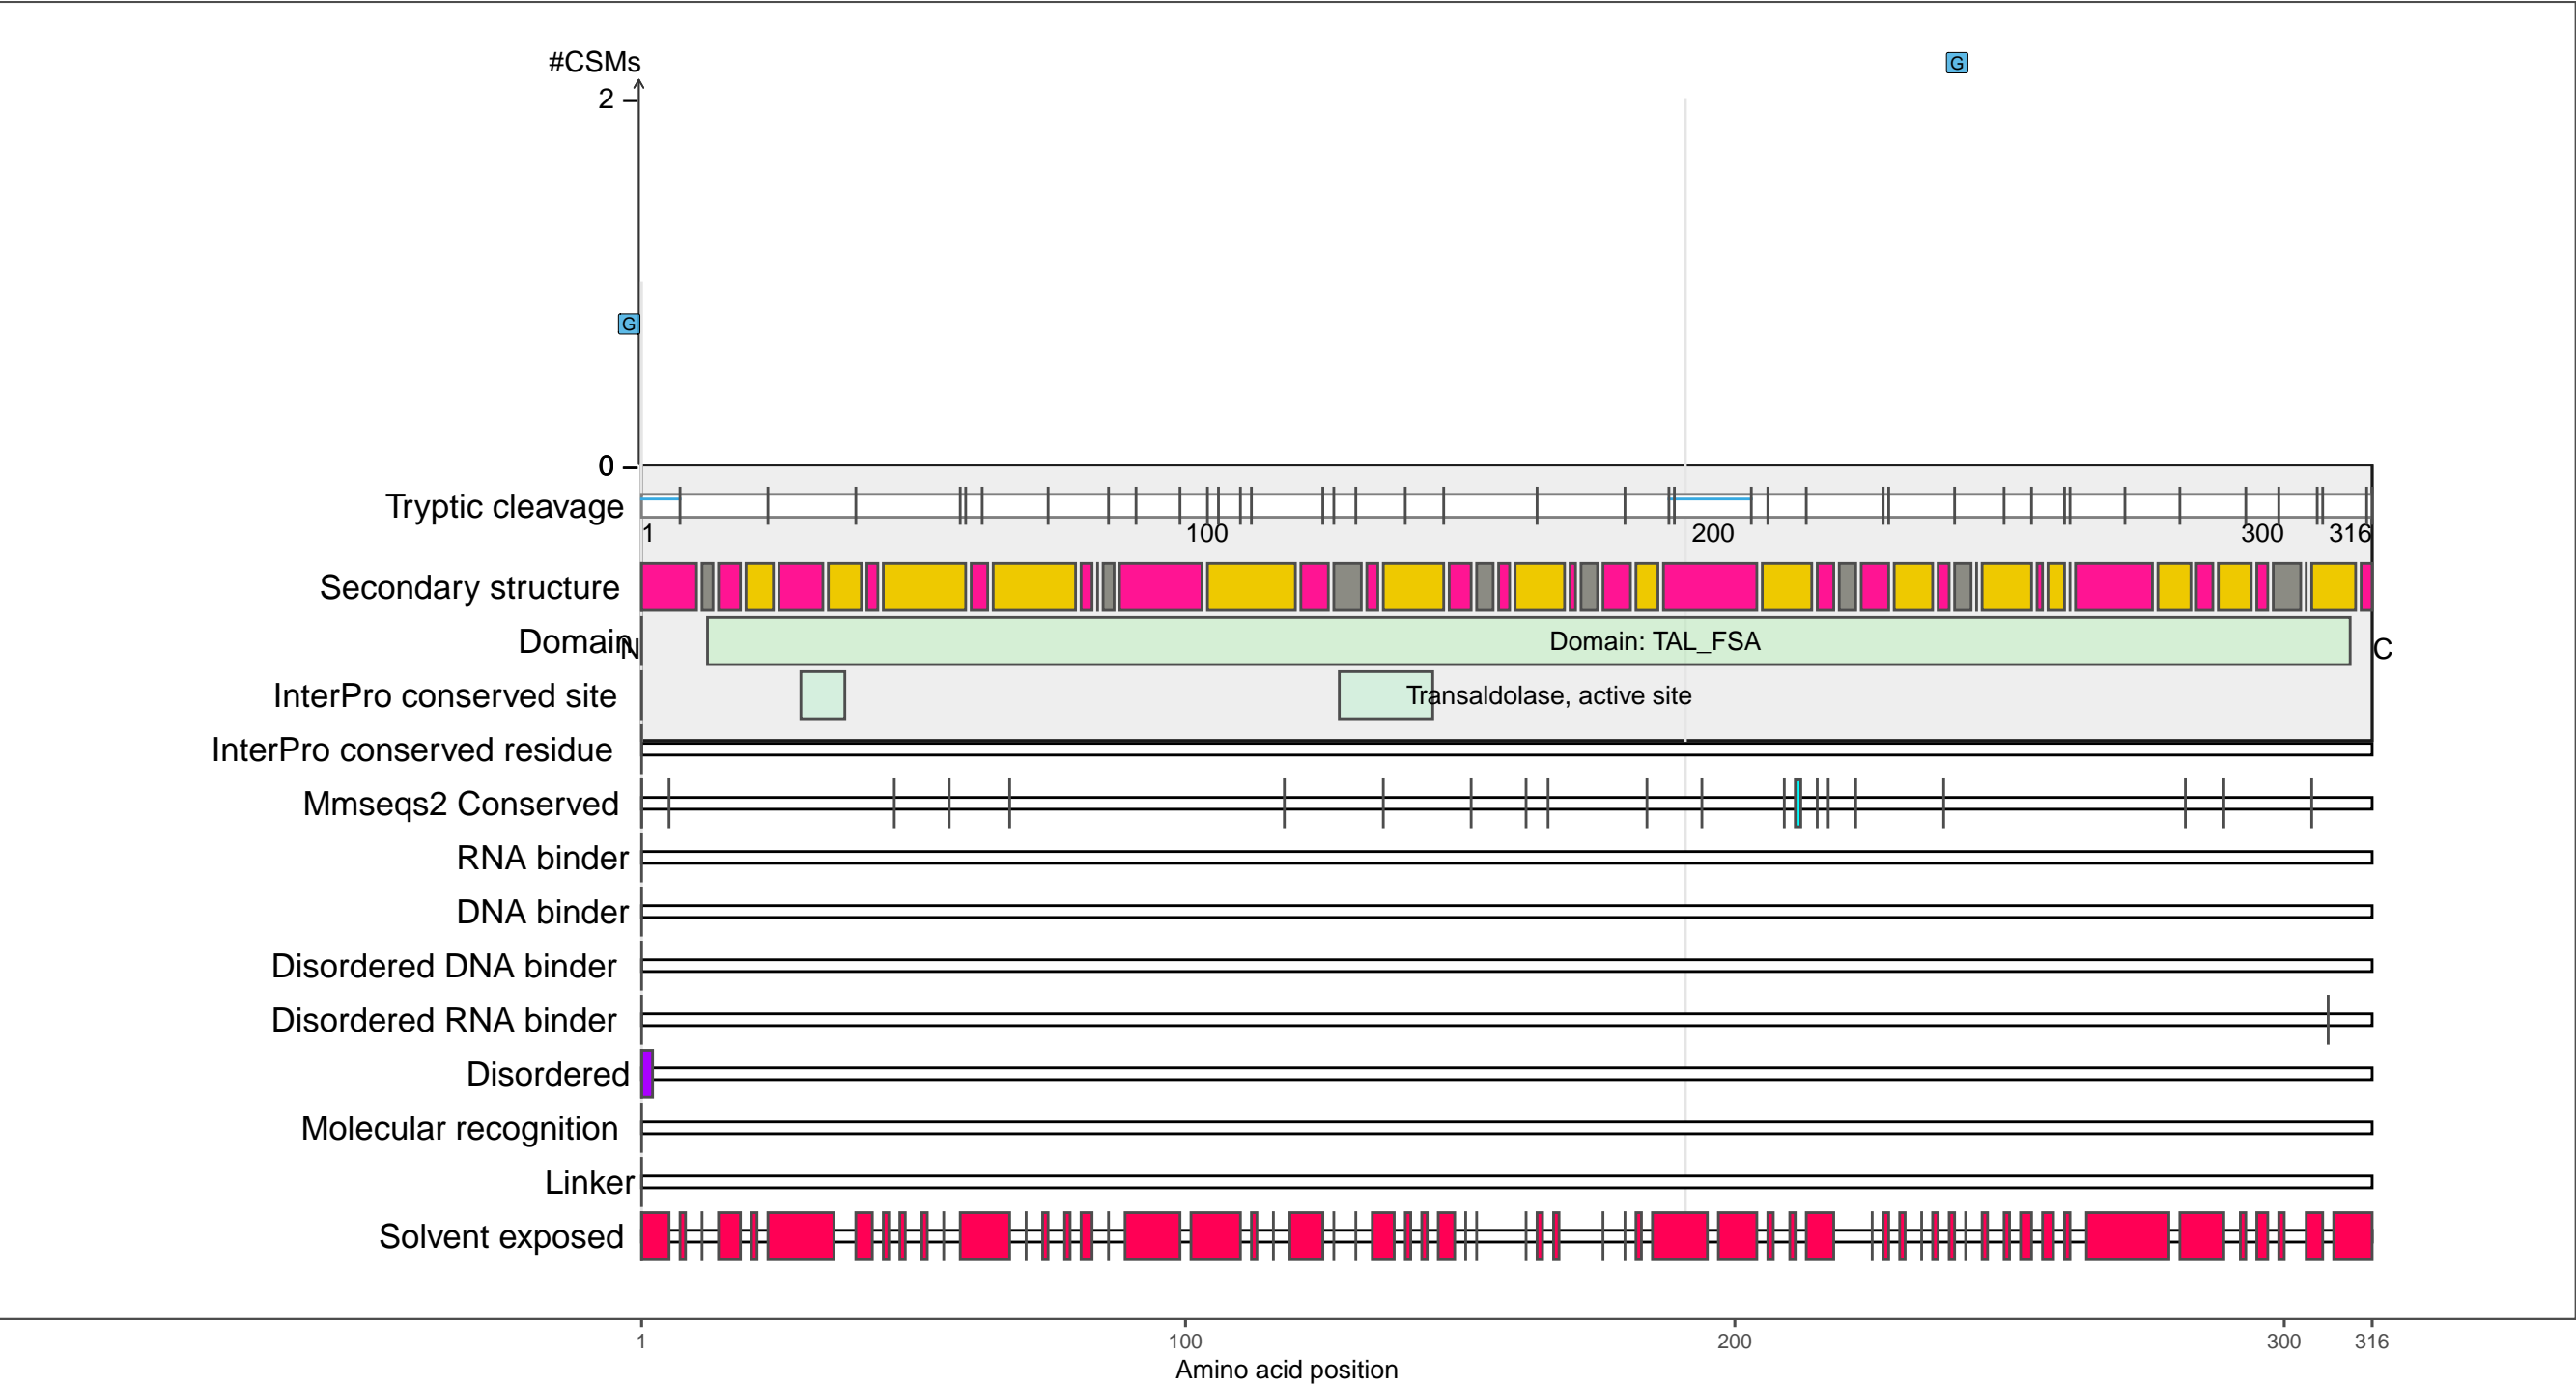 #CSMs
G
2
G
0
Tryptic cleavage
1 100 200 300 316
Secondary structure
Domain
N
Domain: TAL_FSA
C
InterPro conserved site
Transaldolase, active site
InterPro conserved residue
Mmseqs2 Conserved
RNA binder
DNA binder
Disordered DNA binder
Disordered RNA binder
Disordered
Molecular recognition
Linker
Solvent exposed
1 100 200 300 316
Amino acid position